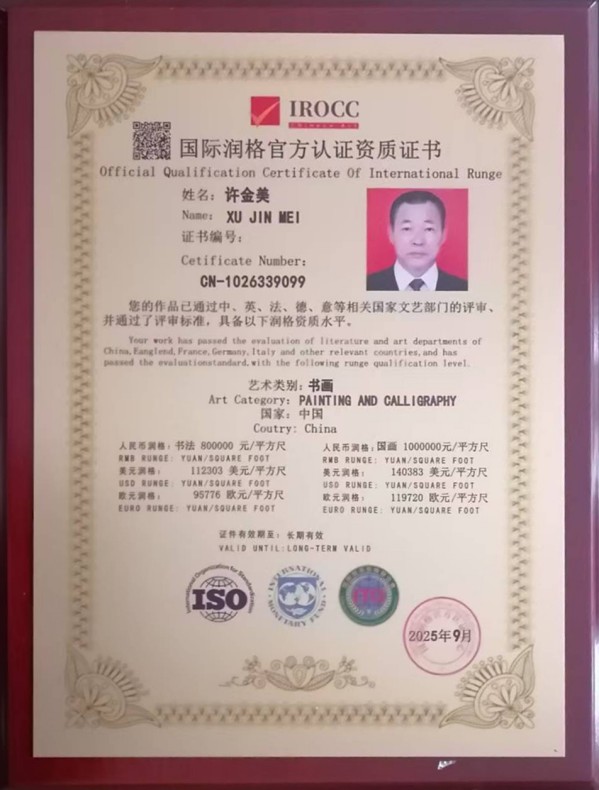 IROCC
国际润格官方认证资质证书
Official Qualification Certificate Of International Runge
姓名：许金美
Name: XU JIN MEI
证书编号：
Cetificate Number:
CN-1026339099
您的作品已通过中、英、法、德、意等相关国家文艺部门的评审、
并通过了评审标准，具备以下润格资质水平。
Your work has passed the evaluation of literature and art departments of
China,Eanglend,France,Germany,Italy and other relevant countries,and has
passed the evaluationstandard,with the following runge qualification level.
艺术类别：书画
Art Category: PAINTING AND CALLIGRAPHY
国家：中国
Coutry: China
人民币润格：书法 800000 元/平方尺
RMB RUNGE: YUAN/SQUARE FOOT
美元润格： 112303 美元/平方尺
USD RUNGE: YUAN/SQUARE FOOT
欧元润格： 95776 欧元/平方尺
EURO RUNGE: YUAN/SQUARE FOOT
人民币润格：国画 1000000元/平方尺
RMB RUNGE: YUAN/SQUARE FOOT
美元润格： 140383 美元/平方尺
USD RUNGE: YUAN/SQUARE FOOT
欧元润格： 119720 欧元/平方尺
EURO RUNGE: YUAN/SQUARE FOOT
证件有效期至：长期有效
VALID UNTIL:LONG-TERM VALID
International Organization for Standardization
ISO
INTERNATIONAL
MONETARY FUND
2025年9月